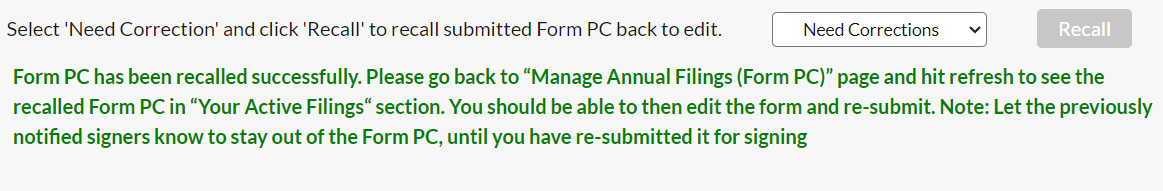 Select 'Need Correction' and click 'Recall' to recall submitted Form PC back to edit. Need Corrections Recall
Form PC has been recalled successfully. Please go back to “Manage Annual Filings (Form PC)” page and hit refresh to see the
recalled Form PC in “Your Active Filings“ section. You should be able to then edit the form and re-submit. Note: Let the previously
notified signers know to stay out of the Form PC, until you have re-submitted it for signing